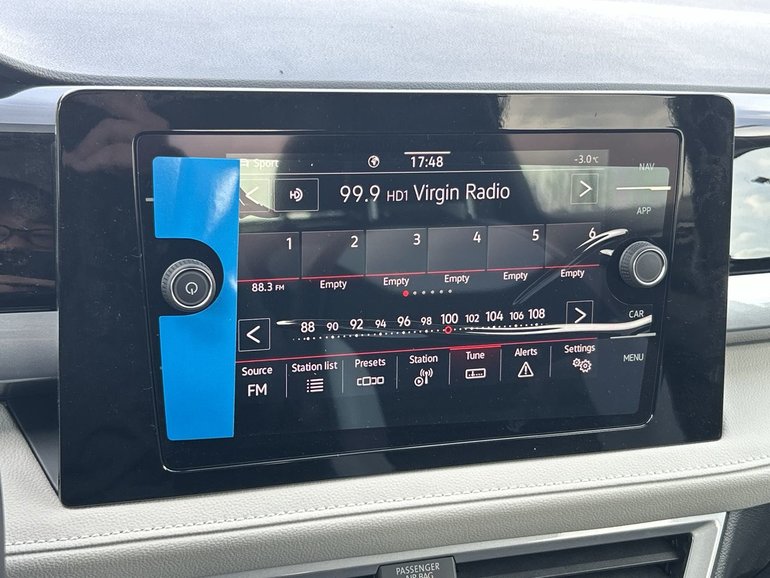 Sport 17:48 -3.0°C
NAV
99.9 HD1 Virgin Radio
APP
1 2 3 4 5 6
88.3 FM Empty Empty Empty Empty Empty
88 90 92 94 96 98 100 102 104 106 108
CAR
Source Station list Presets Station Tune Alerts Settings
MENU
FM
PASSENGER
AIR BAG